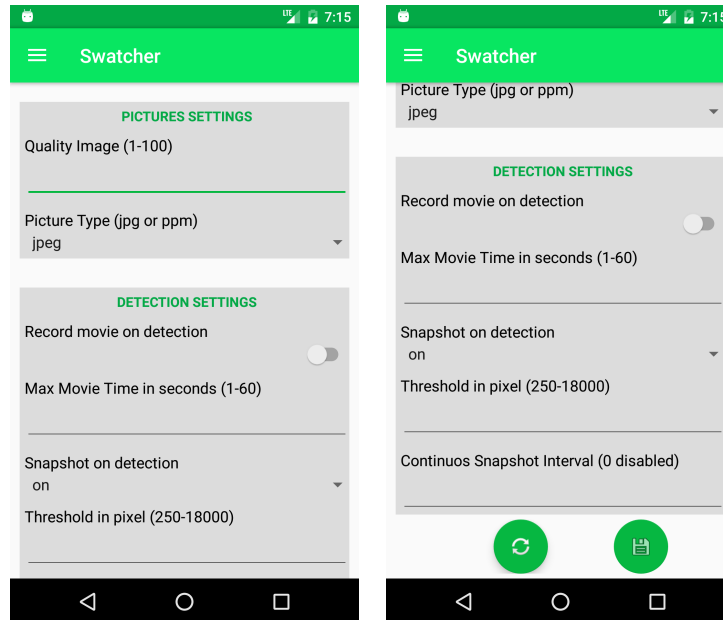 LTE 7:15
Swatcher
PICTURES SETTINGS
Quality Image (1-100)
Picture Type (jpg or ppm)
jpeg
DETECTION SETTINGS
Record movie on detection
Max Movie Time in seconds (1-60)
Snapshot on detection
on
Threshold in pixel (250-18000)
LTE 7:15
Swatcher
Picture Type (jpg or ppm)
jpeg
DETECTION SETTINGS
Record movie on detection
Max Movie Time in seconds (1-60)
Snapshot on detection
on
Threshold in pixel (250-18000)
Continuos Snapshot Interval (0 disabled)